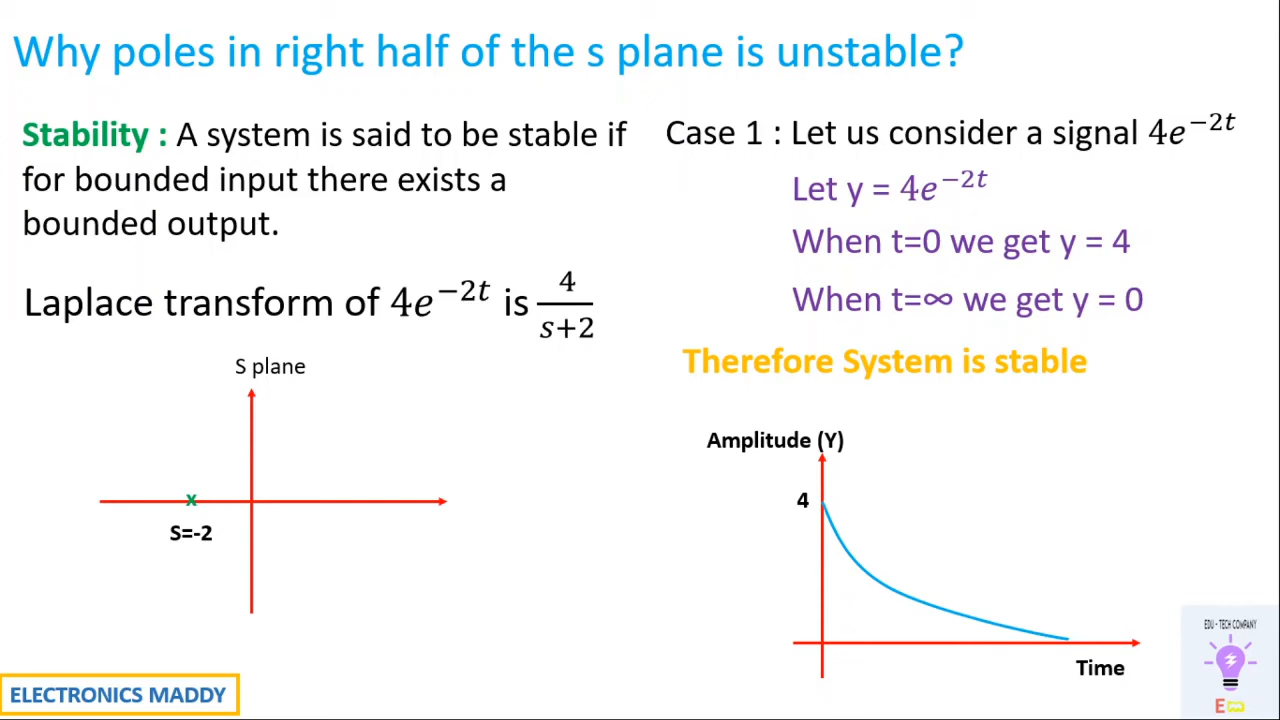 Why poles in right half of the s plane is unstable?
Stability : A system is said to be stable if
for bounded input there exists a
bounded output.
Laplace transform of 4e^{-2t} is \frac{4}{s+2}
S plane
x
S=-2
Case 1 : Let us consider a signal 4e^{-2t}
Let y = 4e^{-2t}
When t=0 we get y = 4
When t=∞ we get y = 0
Therefore System is stable
Amplitude (Y)
4
Time
ELECTRONICS MADDY
EDU - TECH COMPANY